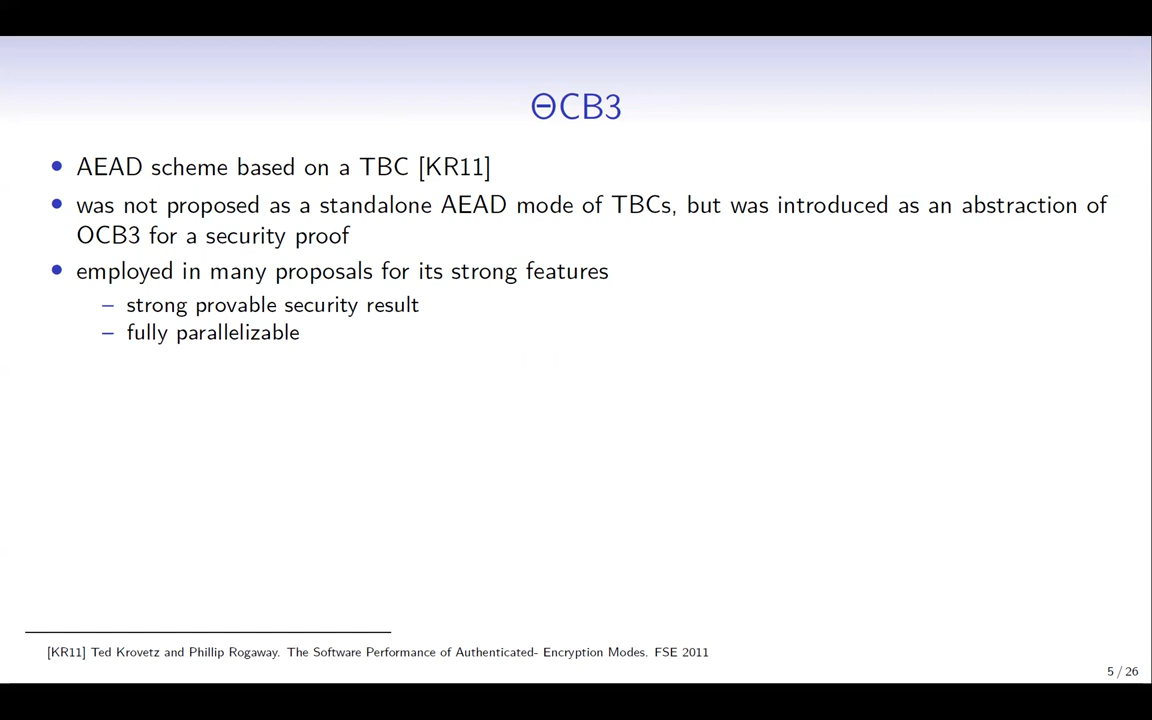 ΘCB3
• AEAD scheme based on a TBC [KR11]
• was not proposed as a standalone AEAD mode of TBCs, but was introduced as an abstraction of
OCB3 for a security proof
• employed in many proposals for its strong features
– strong provable security result
– fully parallelizable
[KR11] Ted Krovetz and Phillip Rogaway. The Software Performance of Authenticated- Encryption Modes. FSE 2011
5 / 26